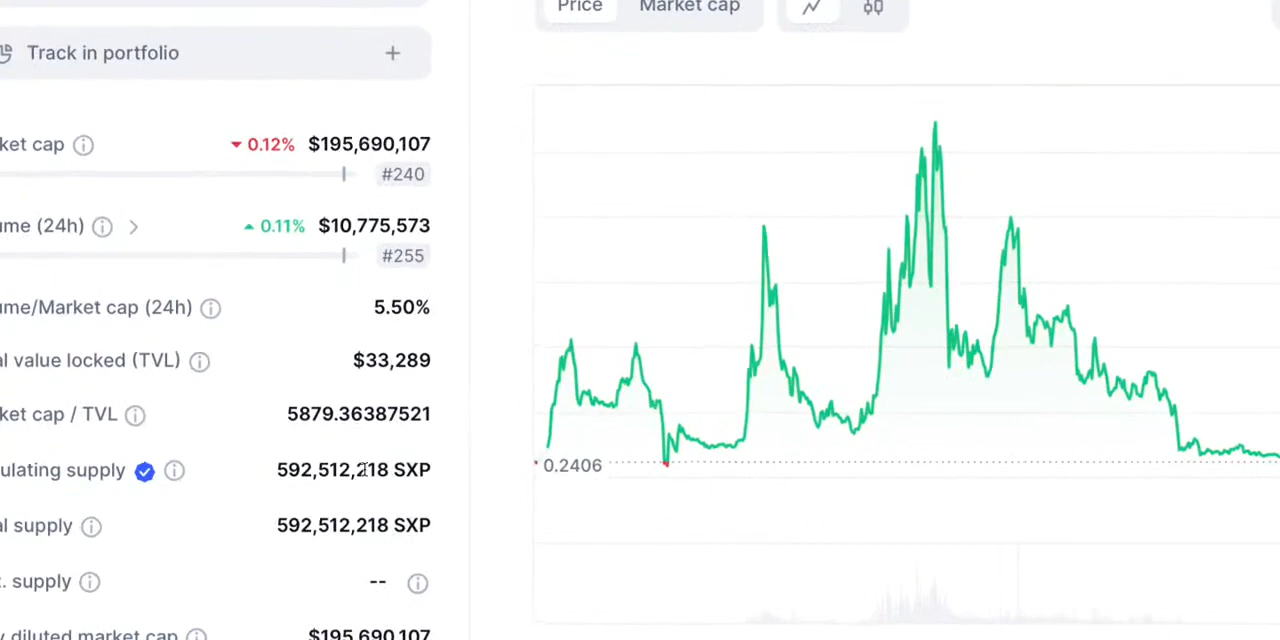 Price Market cap
Track in portfolio +
ket cap 0.12% $195,690,107
#240
ume (24h) 0.11% $10,775,573
#255
ume/Market cap (24h) 5.50%
al value locked (TVL) $33,289
ket cap / TVL 5879.36387521
ulating supply 592,512,218 SXP
al supply 592,512,218 SXP
. supply --
y diluted market cap $195,690,107
0.2406